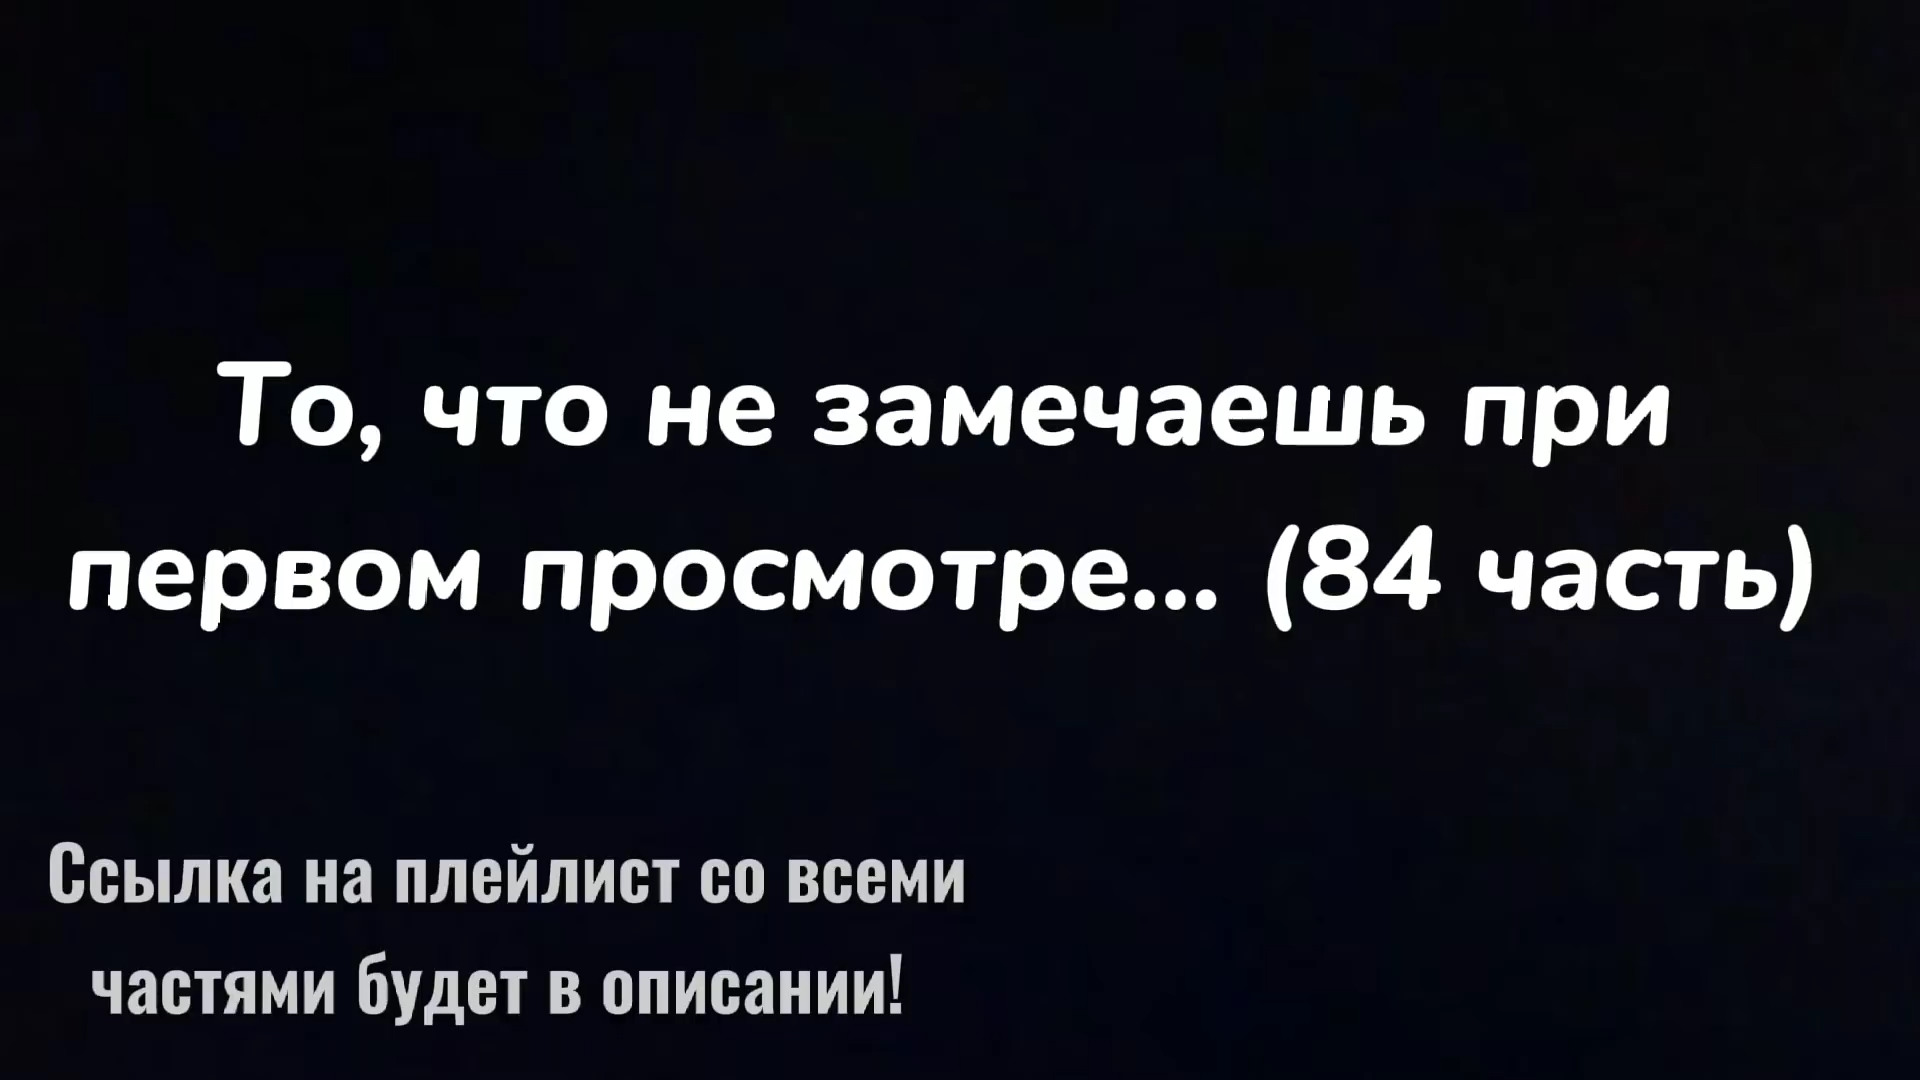 То, что не замечаешь при
первом просмотре... (84 часть)
Ссылка на плейлист со всеми
частями будет в описании!